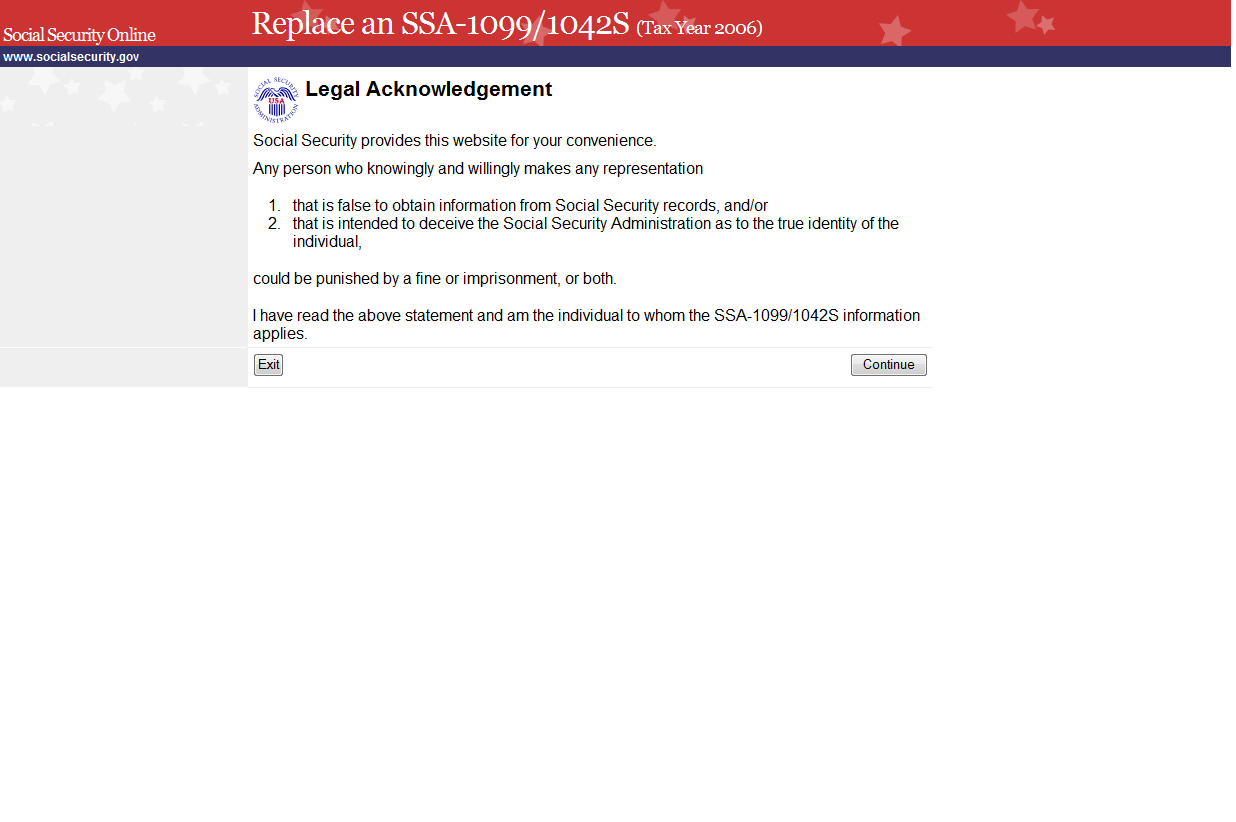 Social Security Online
Replace an SSA-1099/1042S (Tax Year 2006)
www.socialsecurity.gov
SOCIAL SECURITY
USA
ADMINISTRATION
Legal Acknowledgement
Social Security provides this website for your convenience.
Any person who knowingly and willingly makes any representation
1. that is false to obtain information from Social Security records, and/or
2. that is intended to deceive the Social Security Administration as to the true identity of the
individual,
could be punished by a fine or imprisonment, or both.
I have read the above statement and am the individual to whom the SSA-1099/1042S information
applies.
Exit
Continue